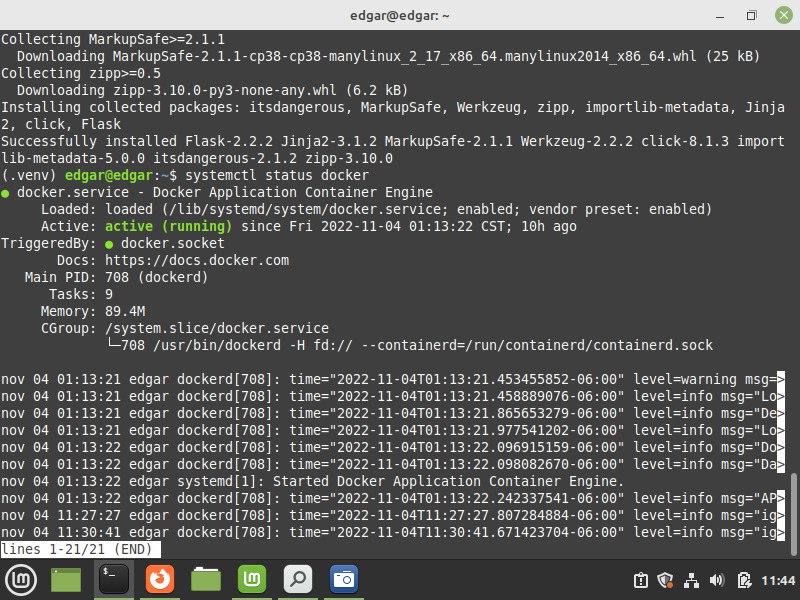 edgar@edgar: ~
Collecting MarkupSafe>=2.1.1
  Downloading MarkupSafe-2.1.1-cp38-cp38-manylinux_2_17_x86_64.manylinux2014_x86_64.whl (25 kB)
Collecting zipp>=0.5
  Downloading zipp-3.10.0-py3-none-any.whl (6.2 kB)
Installing collected packages: itsdangerous, MarkupSafe, Werkzeug, zipp, importlib-metadata, Jinja
2, click, Flask
Successfully installed Flask-2.2.2 Jinja2-3.1.2 MarkupSafe-2.1.1 Werkzeug-2.2.2 click-8.1.3 import
lib-metadata-5.0.0 itsdangerous-2.1.2 zipp-3.10.0
(.venv) edgar@edgar:~$ systemctl status docker
● docker.service - Docker Application Container Engine
     Loaded: loaded (/lib/systemd/system/docker.service; enabled; vendor preset: enabled)
     Active: active (running) since Fri 2022-11-04 01:13:22 CST; 10h ago
TriggeredBy: ● docker.socket
       Docs: https://docs.docker.com
   Main PID: 708 (dockerd)
      Tasks: 9
     Memory: 89.4M
     CGroup: /system.slice/docker.service
             └─708 /usr/bin/dockerd -H fd:// --containerd=/run/containerd/containerd.sock
nov 04 01:13:21 edgar dockerd[708]: time="2022-11-04T01:13:21.453455852-06:00" level=warning msg=>
nov 04 01:13:21 edgar dockerd[708]: time="2022-11-04T01:13:21.458889076-06:00" level=info msg="Lo>
nov 04 01:13:21 edgar dockerd[708]: time="2022-11-04T01:13:21.865653279-06:00" level=info msg="De>
nov 04 01:13:21 edgar dockerd[708]: time="2022-11-04T01:13:21.977541202-06:00" level=info msg="Lo>
nov 04 01:13:22 edgar dockerd[708]: time="2022-11-04T01:13:22.096915159-06:00" level=info msg="Do>
nov 04 01:13:22 edgar dockerd[708]: time="2022-11-04T01:13:22.098082670-06:00" level=info msg="Da>
nov 04 01:13:22 edgar systemd[1]: Started Docker Application Container Engine.
nov 04 01:13:22 edgar dockerd[708]: time="2022-11-04T01:13:22.242337541-06:00" level=info msg="AP>
nov 04 11:27:27 edgar dockerd[708]: time="2022-11-04T11:27:27.807284884-06:00" level=info msg="ig>
nov 04 11:30:41 edgar dockerd[708]: time="2022-11-04T11:30:41.671423704-06:00" level=info msg="ig>
lines 1-21/21 (END)
11:44